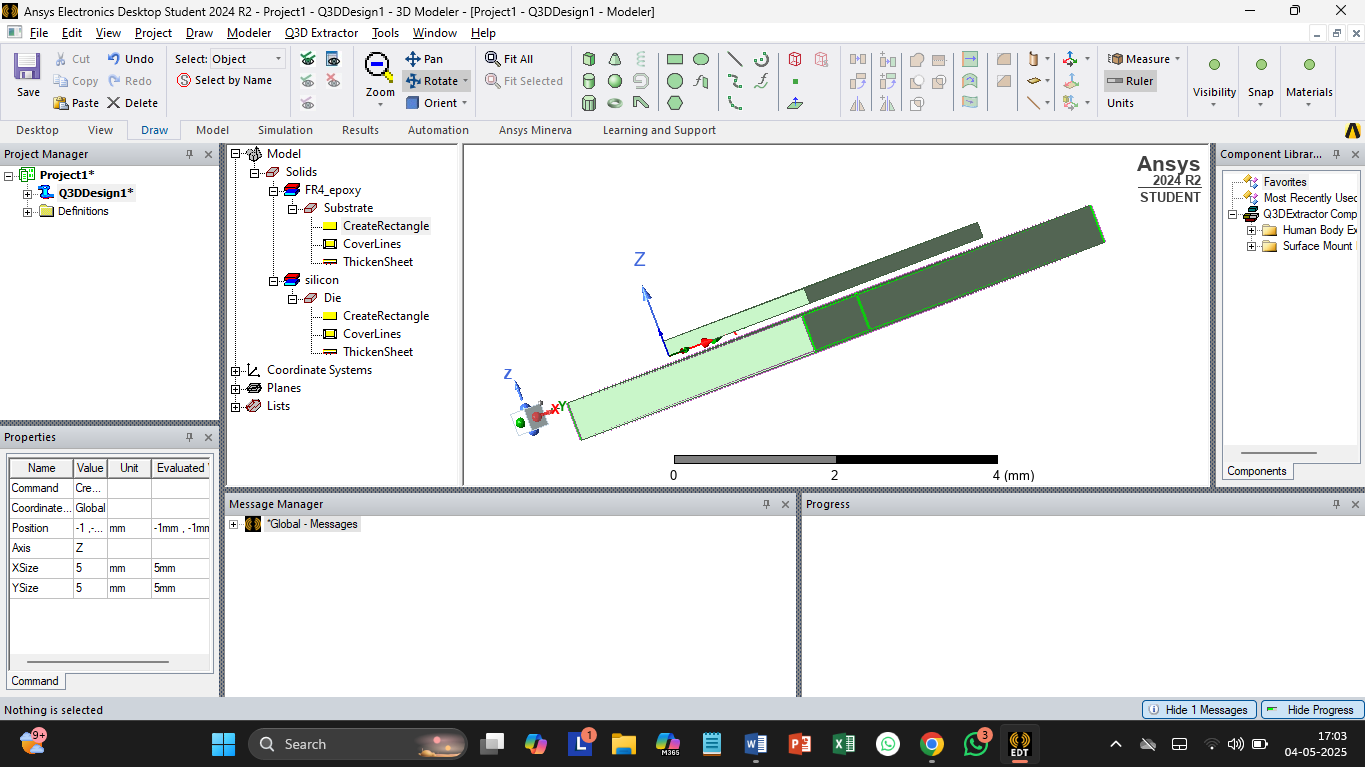 Ansys Electronics Desktop Student 2024 R2 - Project1 - Q3DDesign1 - 3D Modeler - [Project1 - Q3DDesign1 - Modeler]
File Edit View Project Draw Modeler Q3D Extractor Tools Window Help
Save
Cut
Copy
Paste
Undo
Redo
Delete
Select: Object
Select by Name
Zoom
Pan
Rotate
Orient
Fit All
Fit Selected
Measure
Ruler
Units
Visibility
Snap
Materials
Desktop View Draw Model Simulation Results Automation Ansys Minerva Learning and Support
Project Manager
Project1*
Q3DDesign1*
Definitions
Model
Solids
FR4_epoxy
Substrate
CreateRectangle
CoverLines
ThickenSheet
silicon
Die
CreateRectangle
CoverLines
ThickenSheet
Coordinate Systems
Planes
Lists
Ansys
2024 R2
STUDENT
Z
Z
X
Y
0 2 4 (mm)
Component Librar...
Favorites
Most Recently Used
Q3DExtractor Comp
Human Body Ex
Surface Mount
Components
Properties
Name Value Unit Evaluated
Command Cre...
Coordinate... Global
Position -1 ,-... mm -1mm , -1mm
Axis Z
XSize 5 mm 5mm
YSize 5 mm 5mm
Command
Message Manager
*Global - Messages
Progress
Nothing is selected
Hide 1 Messages
Hide Progress
9+
Search
1
L
M365
W
P
X
3
EDT
17:03
04-05-2025